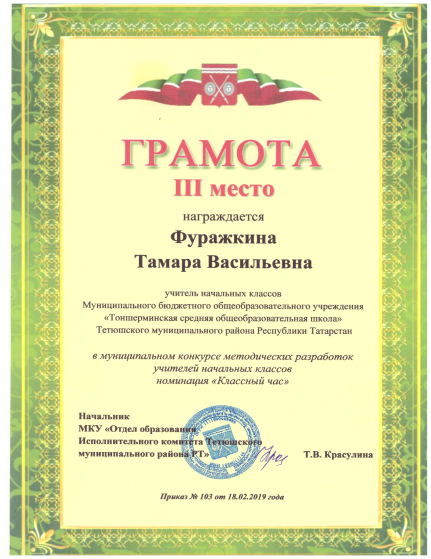 ГРАМОТА
III место
награждается
Фуражкина
Тамара Васильевна
учитель начальных классов
Муниципального бюджетного общеобразовательного учреждения
«Тоншерминская средняя общеобразовательная школа»
Тетюшского муниципального района Республики Татарстан
в муниципальном конкурсе методических разработок
учителей начальных классов
номинация «Классный час»
Начальник
МКУ «Отдел образования
Исполнительного комитета Тетюшского
муниципального района РТ»
Т.В. Красулина
Приказ № 103 от 18.02.2019 года